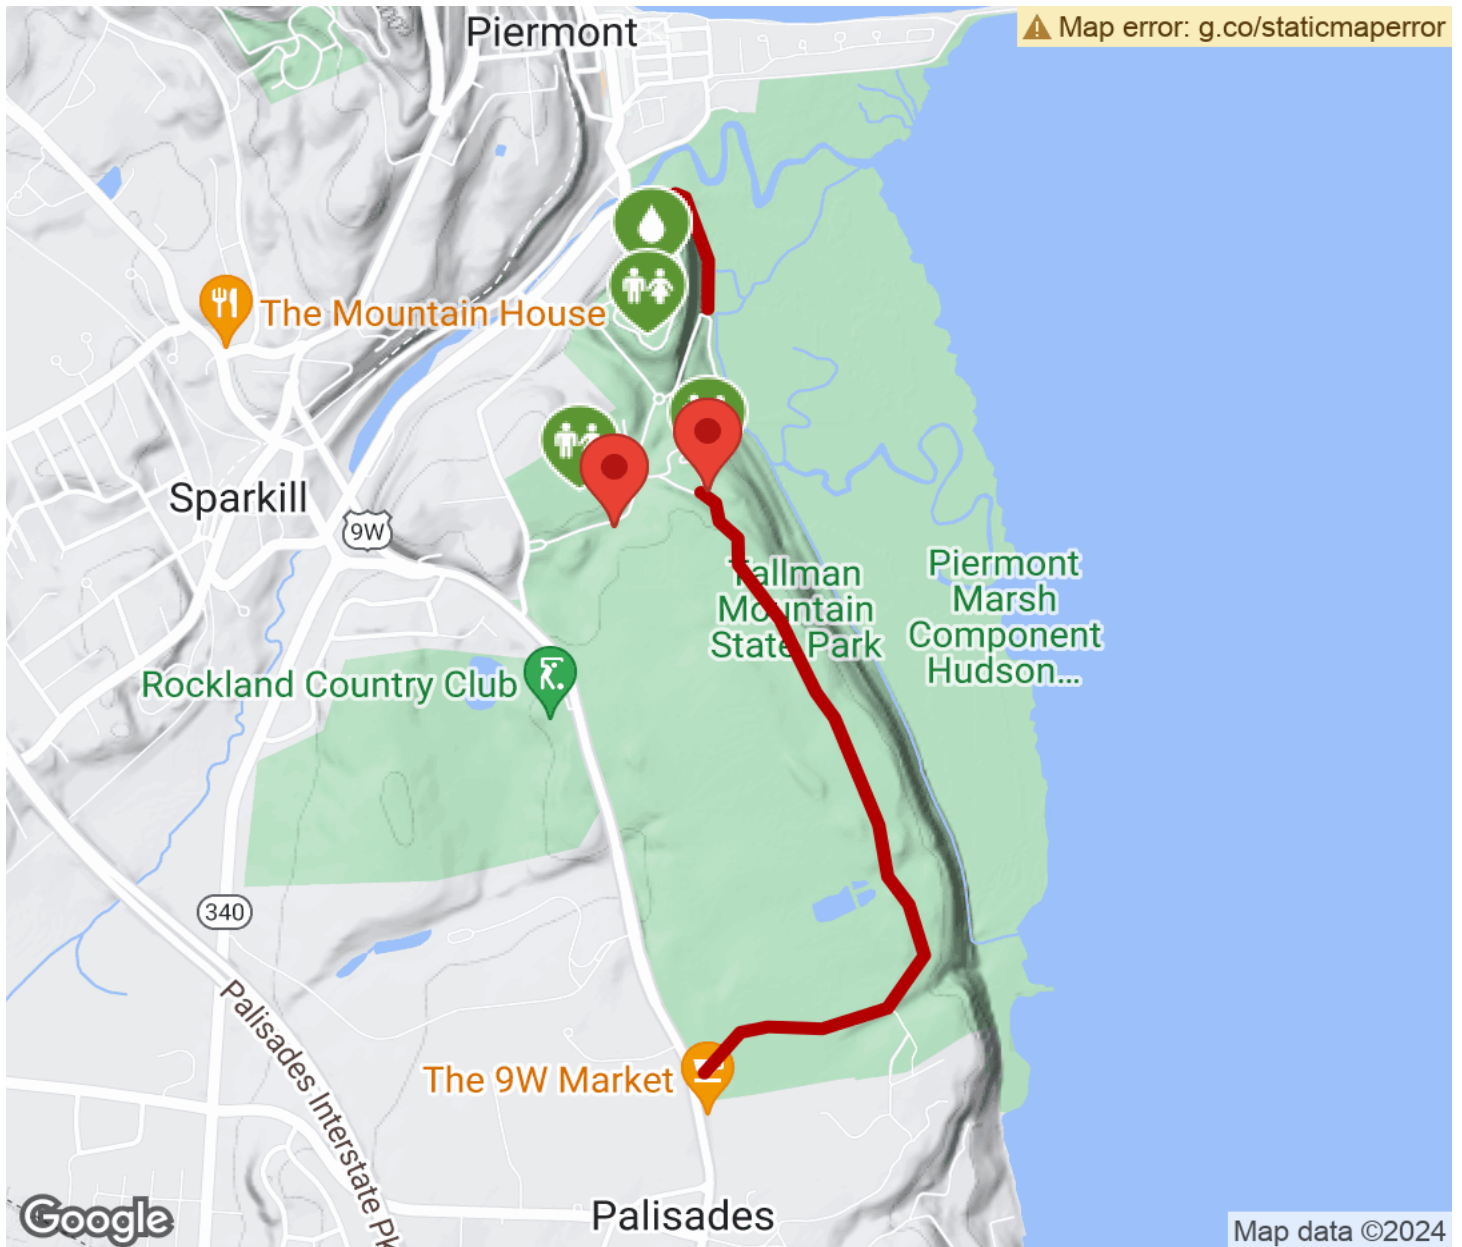 Piermont
Map error: g.co/staticmaperror
The Mountain House
Sparkill
9W
Tallman
Mountain
State Park
Piermont
Marsh
Component
Hudson...
Rockland Country Club
340
Palisades Interstate Pk
The 9W Market
Palisades
Google
Map data ©2024